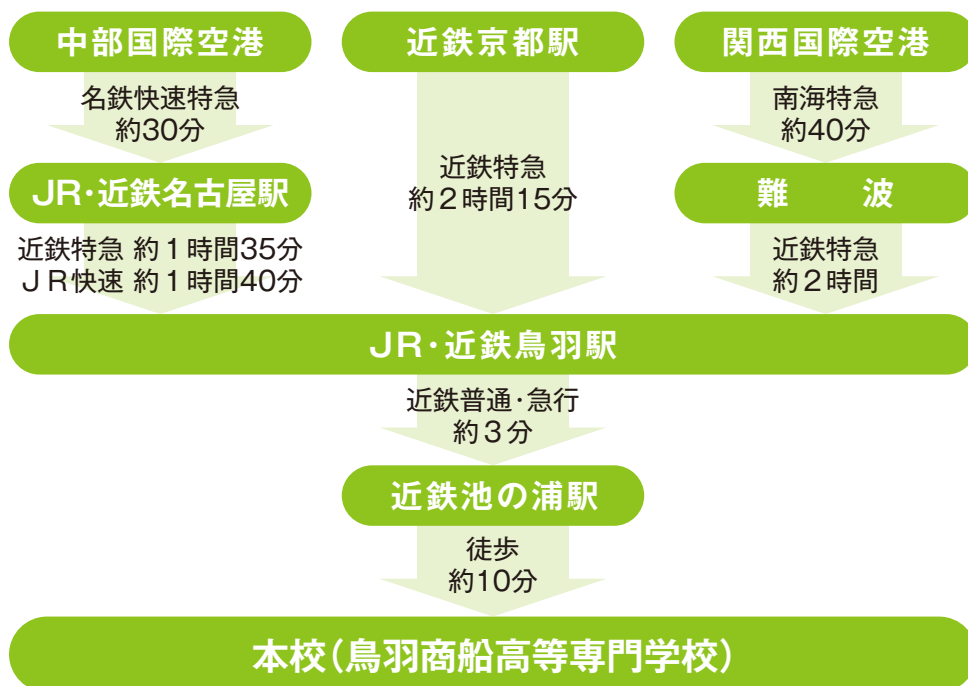 中部国際空港
近鉄京都駅
関西国際空港
名鉄快速特急
約30分
近鉄特急
約２時間15分
南海特急
約40分
JR・近鉄名古屋駅
難　波
近鉄特急 約１時間35分
ＪＲ快速 約１時間40分
近鉄特急
約２時間
JR・近鉄鳥羽駅
近鉄普通・急行
約３分
近鉄池の浦駅
徒歩
約10分
本校(鳥羽商船高等専門学校)